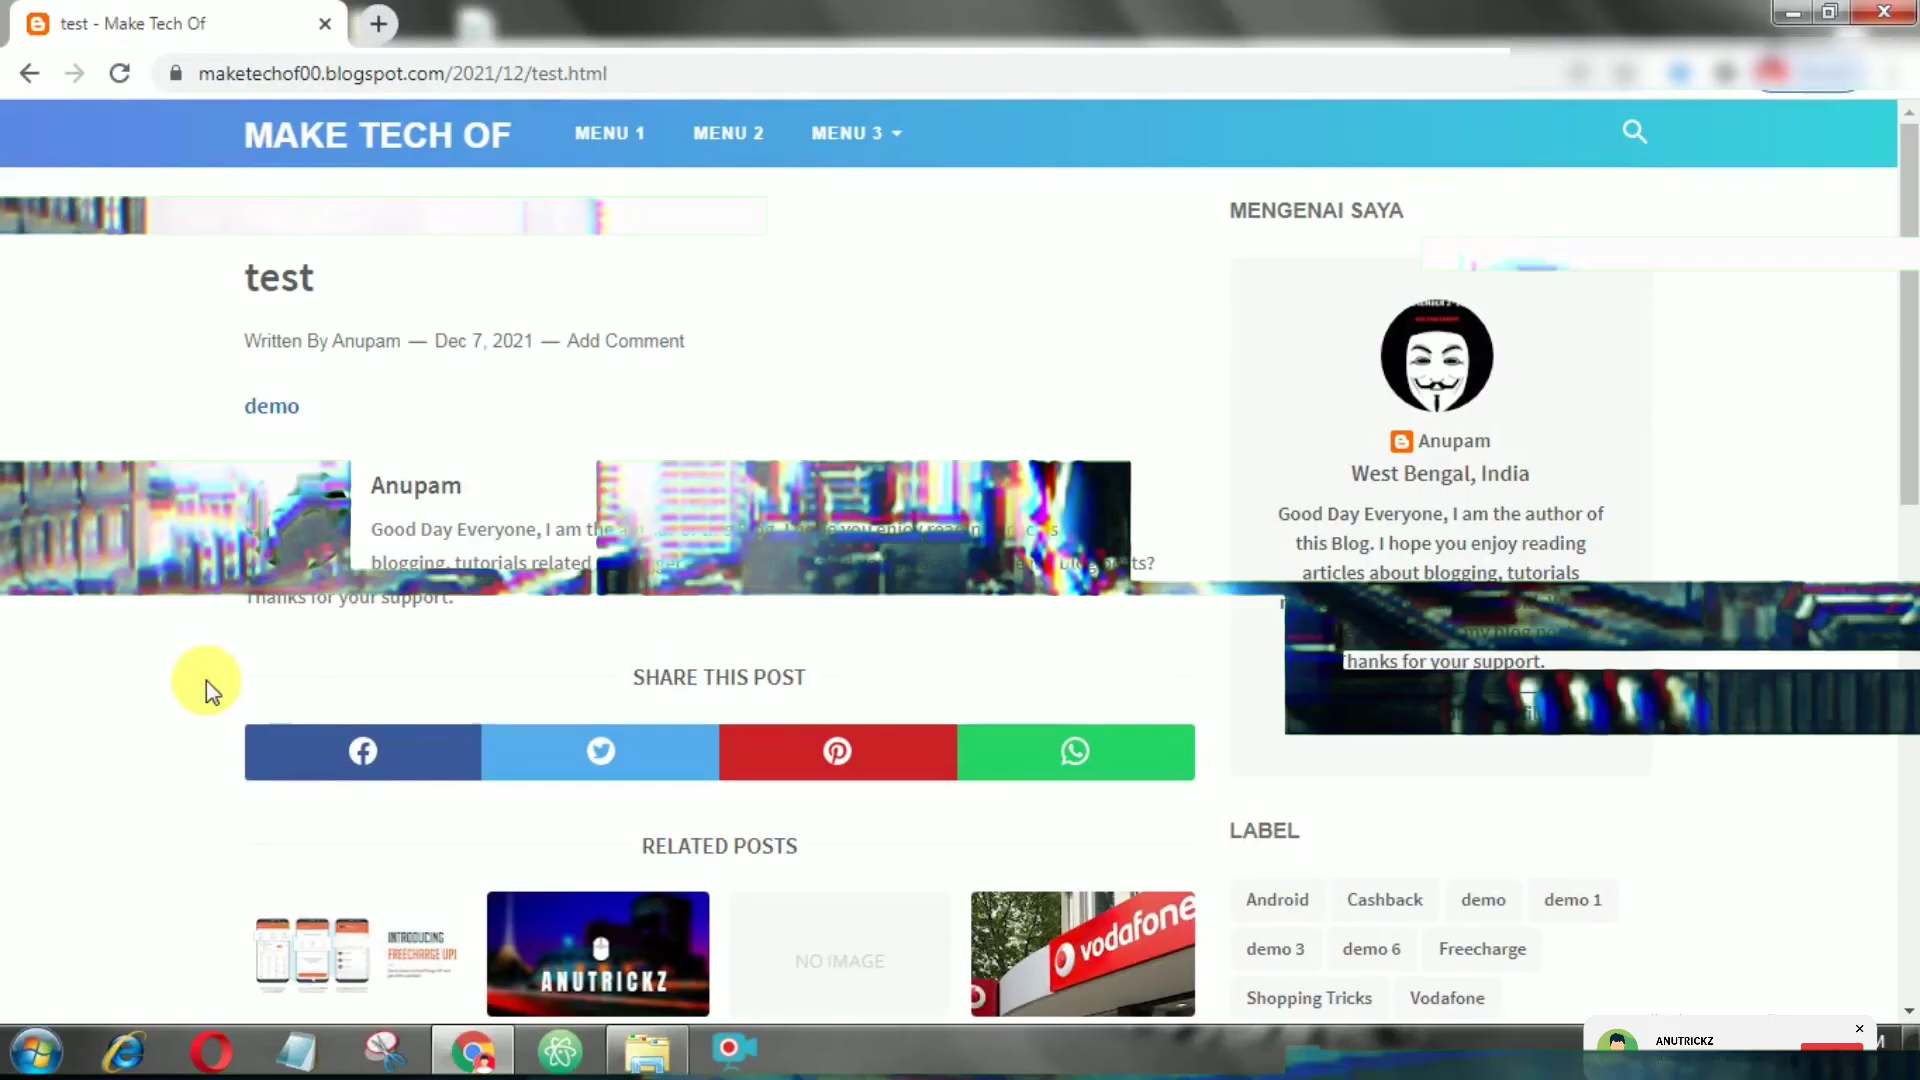 test - Make Tech Of
maketechof00.blogspot.com/2021/12/test.html
MAKE TECH OF
MENU 1
MENU 2
MENU 3
test
Written By Anupam — Dec 7, 2021 — Add Comment
demo
Anupam
Good Day Everyone, I am the
blogging, tutorials related
Thanks for your support.
SHARE THIS POST
RELATED POSTS
INTRODUCING
FREECHARGE UPI!
ANUTRICKZ
NO IMAGE
vodafone
MENGENAI SAYA
Anupam
West Bengal, India
Good Day Everyone, I am the author of
this Blog. I hope you enjoy reading
articles about blogging, tutorials
my blog
Thanks for your support.
LABEL
Android
Cashback
demo
demo 1
demo 3
demo 6
Freecharge
Shopping Tricks
Vodafone
ANUTRICKZ